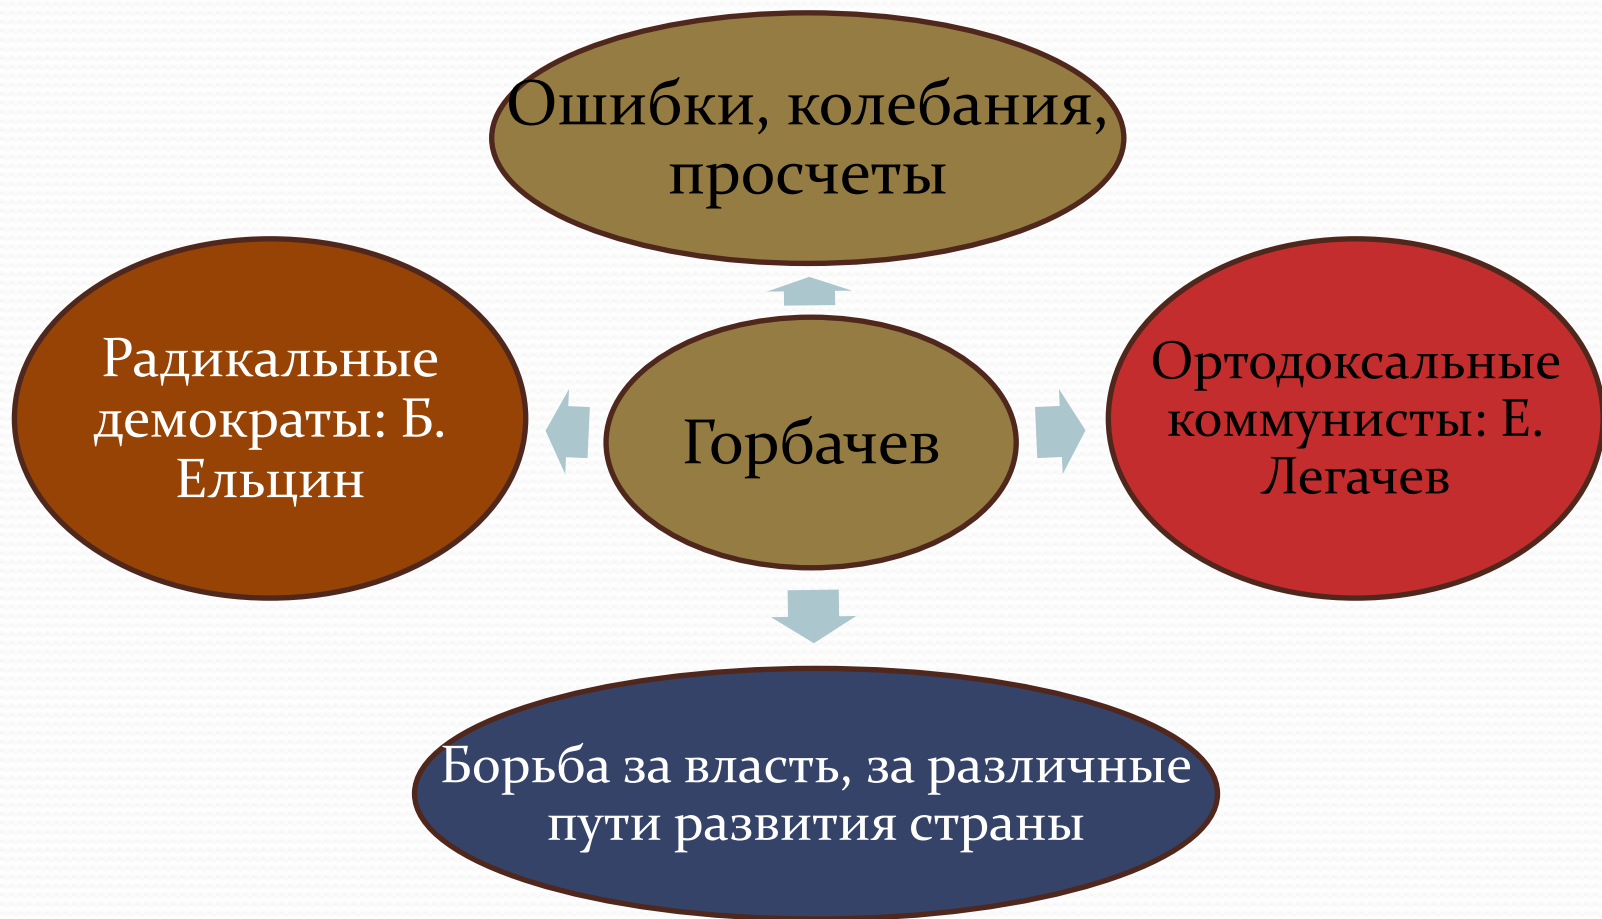 Ошибки, колебания,
просчеты
Радикальные
демократы: Б.
Ельцин
Горбачев
Ортодоксальные
коммунисты: Е.
Легачев
Борьба за власть, за различные
пути развития страны